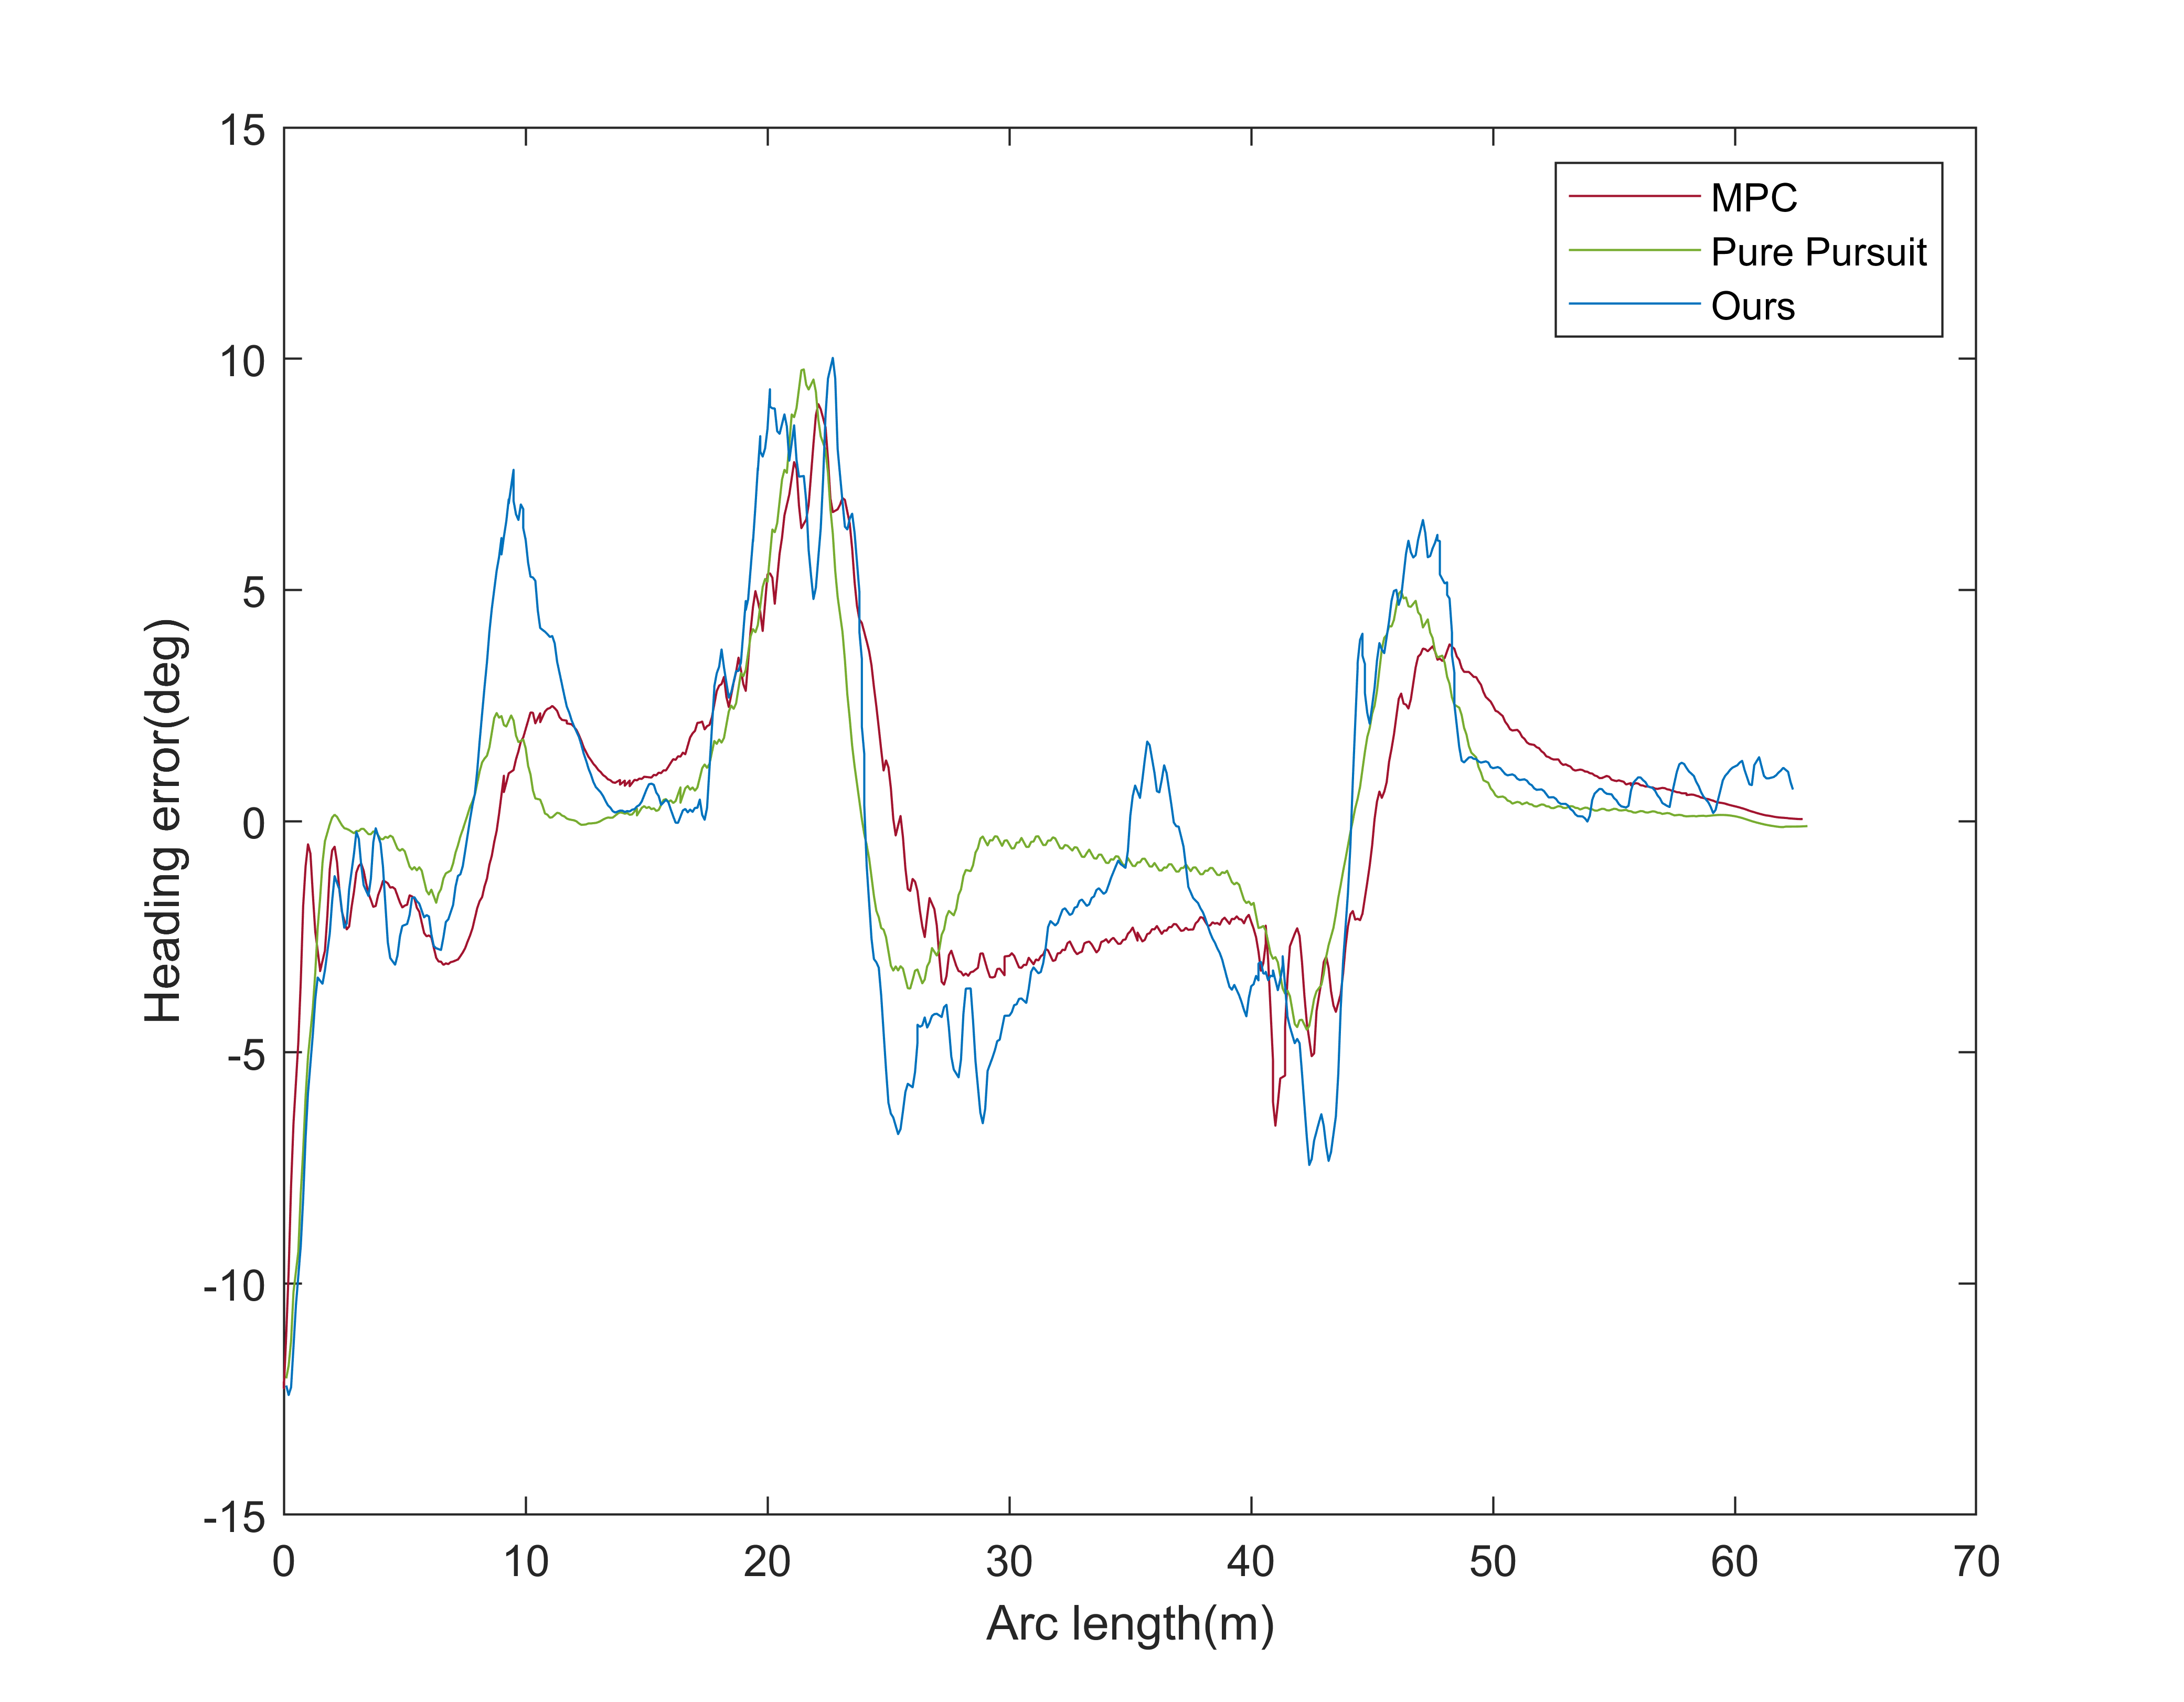 15
10
5
0
-5
-10
-15
Heading error(deg)
MPC
Pure Pursuit
Ours
0 10 20 30 40 50 60 70
Arc length(m)